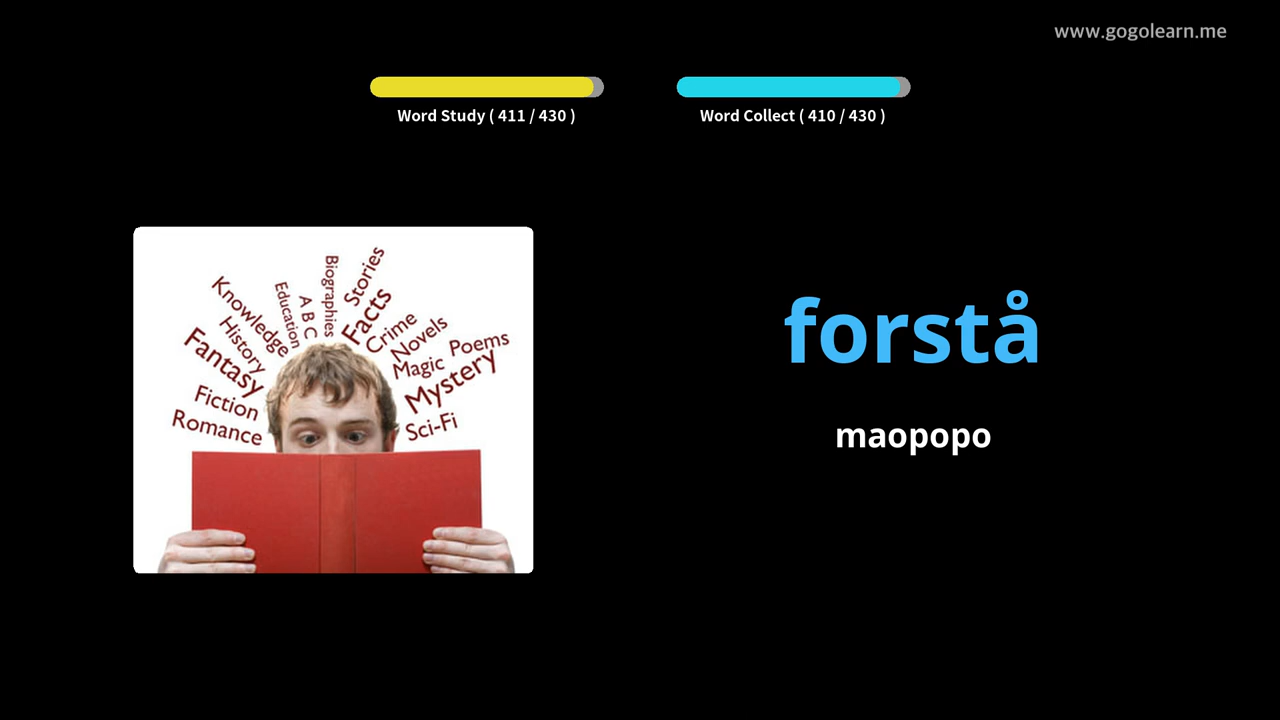 www.gogolearn.me
Word Study ( 411 / 430 )
Word Collect ( 410 / 430 )
Biographies
Stories
Knowledge
Education
A B C
Facts
History
Crime
Novels
Fantasy
Magic
Poems
Fiction
Mystery
Romance
Sci-Fi
forstå
maopopo